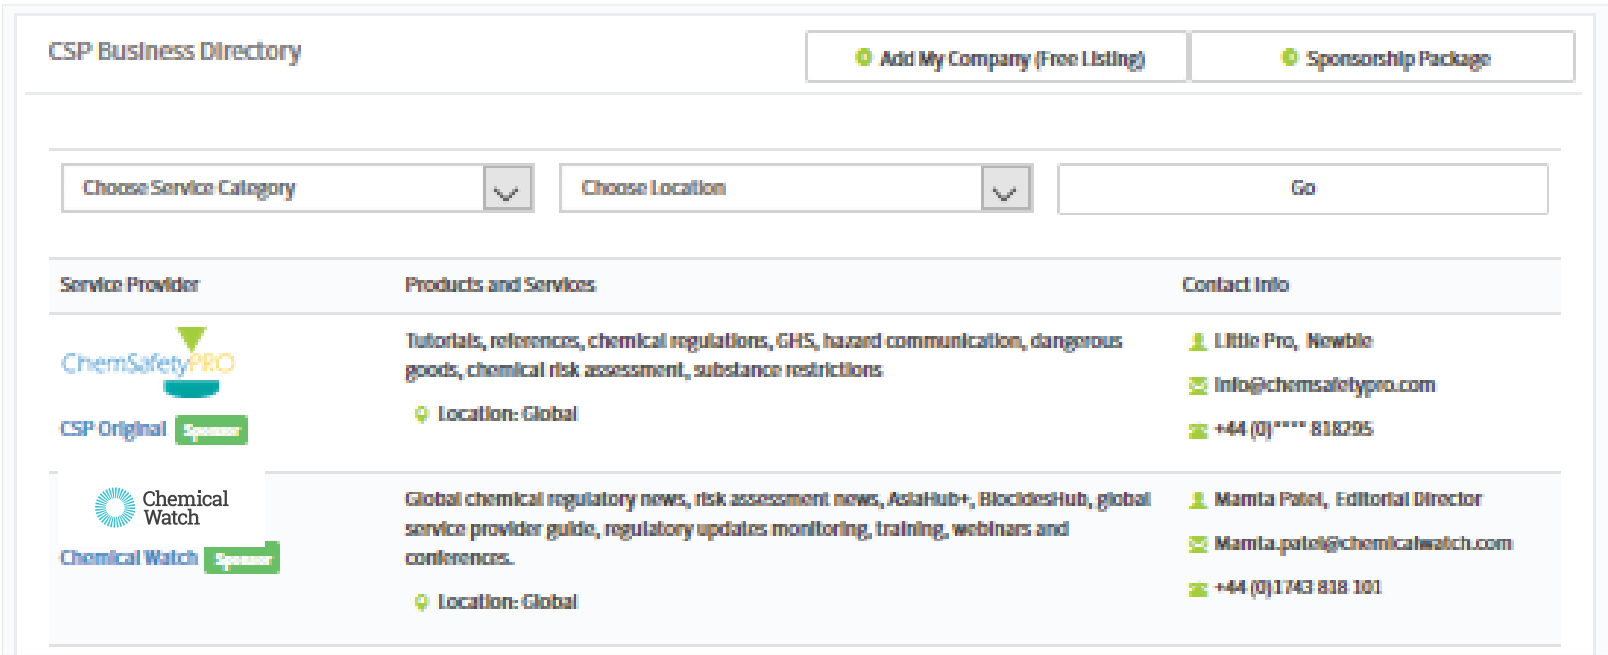 CSP Business Directory
Add My Company (Free Listing)
Sponsorship Package
Choose Service Category
Choose Location
Go
Service Provider
Products and Services
Contact Info
ChemSafetyPRO
CSP Original Sponsor
Tutorials, references, chemical regulations, GHS, hazard communication, dangerous
goods, chemical risk assessment, substance restrictions
Location: Global
Little Pro, Newbie
info@chemsafetypro.com
+44 (0)**** 818295
Chemical
Watch
Chemical Watch Sponsor
Global chemical regulatory news, risk assessment news, AsiaHub+, BiocidesHub, global
service provider guide, regulatory updates monitoring, training, webinars and
conferences.
Location: Global
Mamta Patel, Editorial Director
Mamta.patel@chemicalwatch.com
+44 (0)1743 818 101